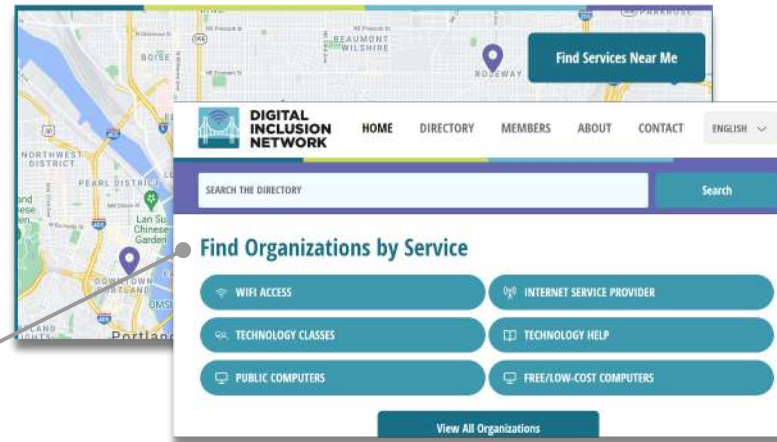 BEAUMONT
WILSHIRE
BOISE
Find Services Near Me
DIGITAL
INCLUSION
NETWORK
HOME DIRECTORY MEMBERS ABOUT CONTACT ENGLISH
NORTHWEST
DISTRICT
PEARL DISTRICT
SEARCH THE DIRECTORY Search
Lan Su
Chinese
Garden
Find Organizations by Service
DOWNTOWN
PORTLAND
WIFI ACCESS INTERNET SERVICE PROVIDER
TECHNOLOGY CLASSES TECHNOLOGY HELP
PUBLIC COMPUTERS FREE/LOW-COST COMPUTERS
View All Organizations